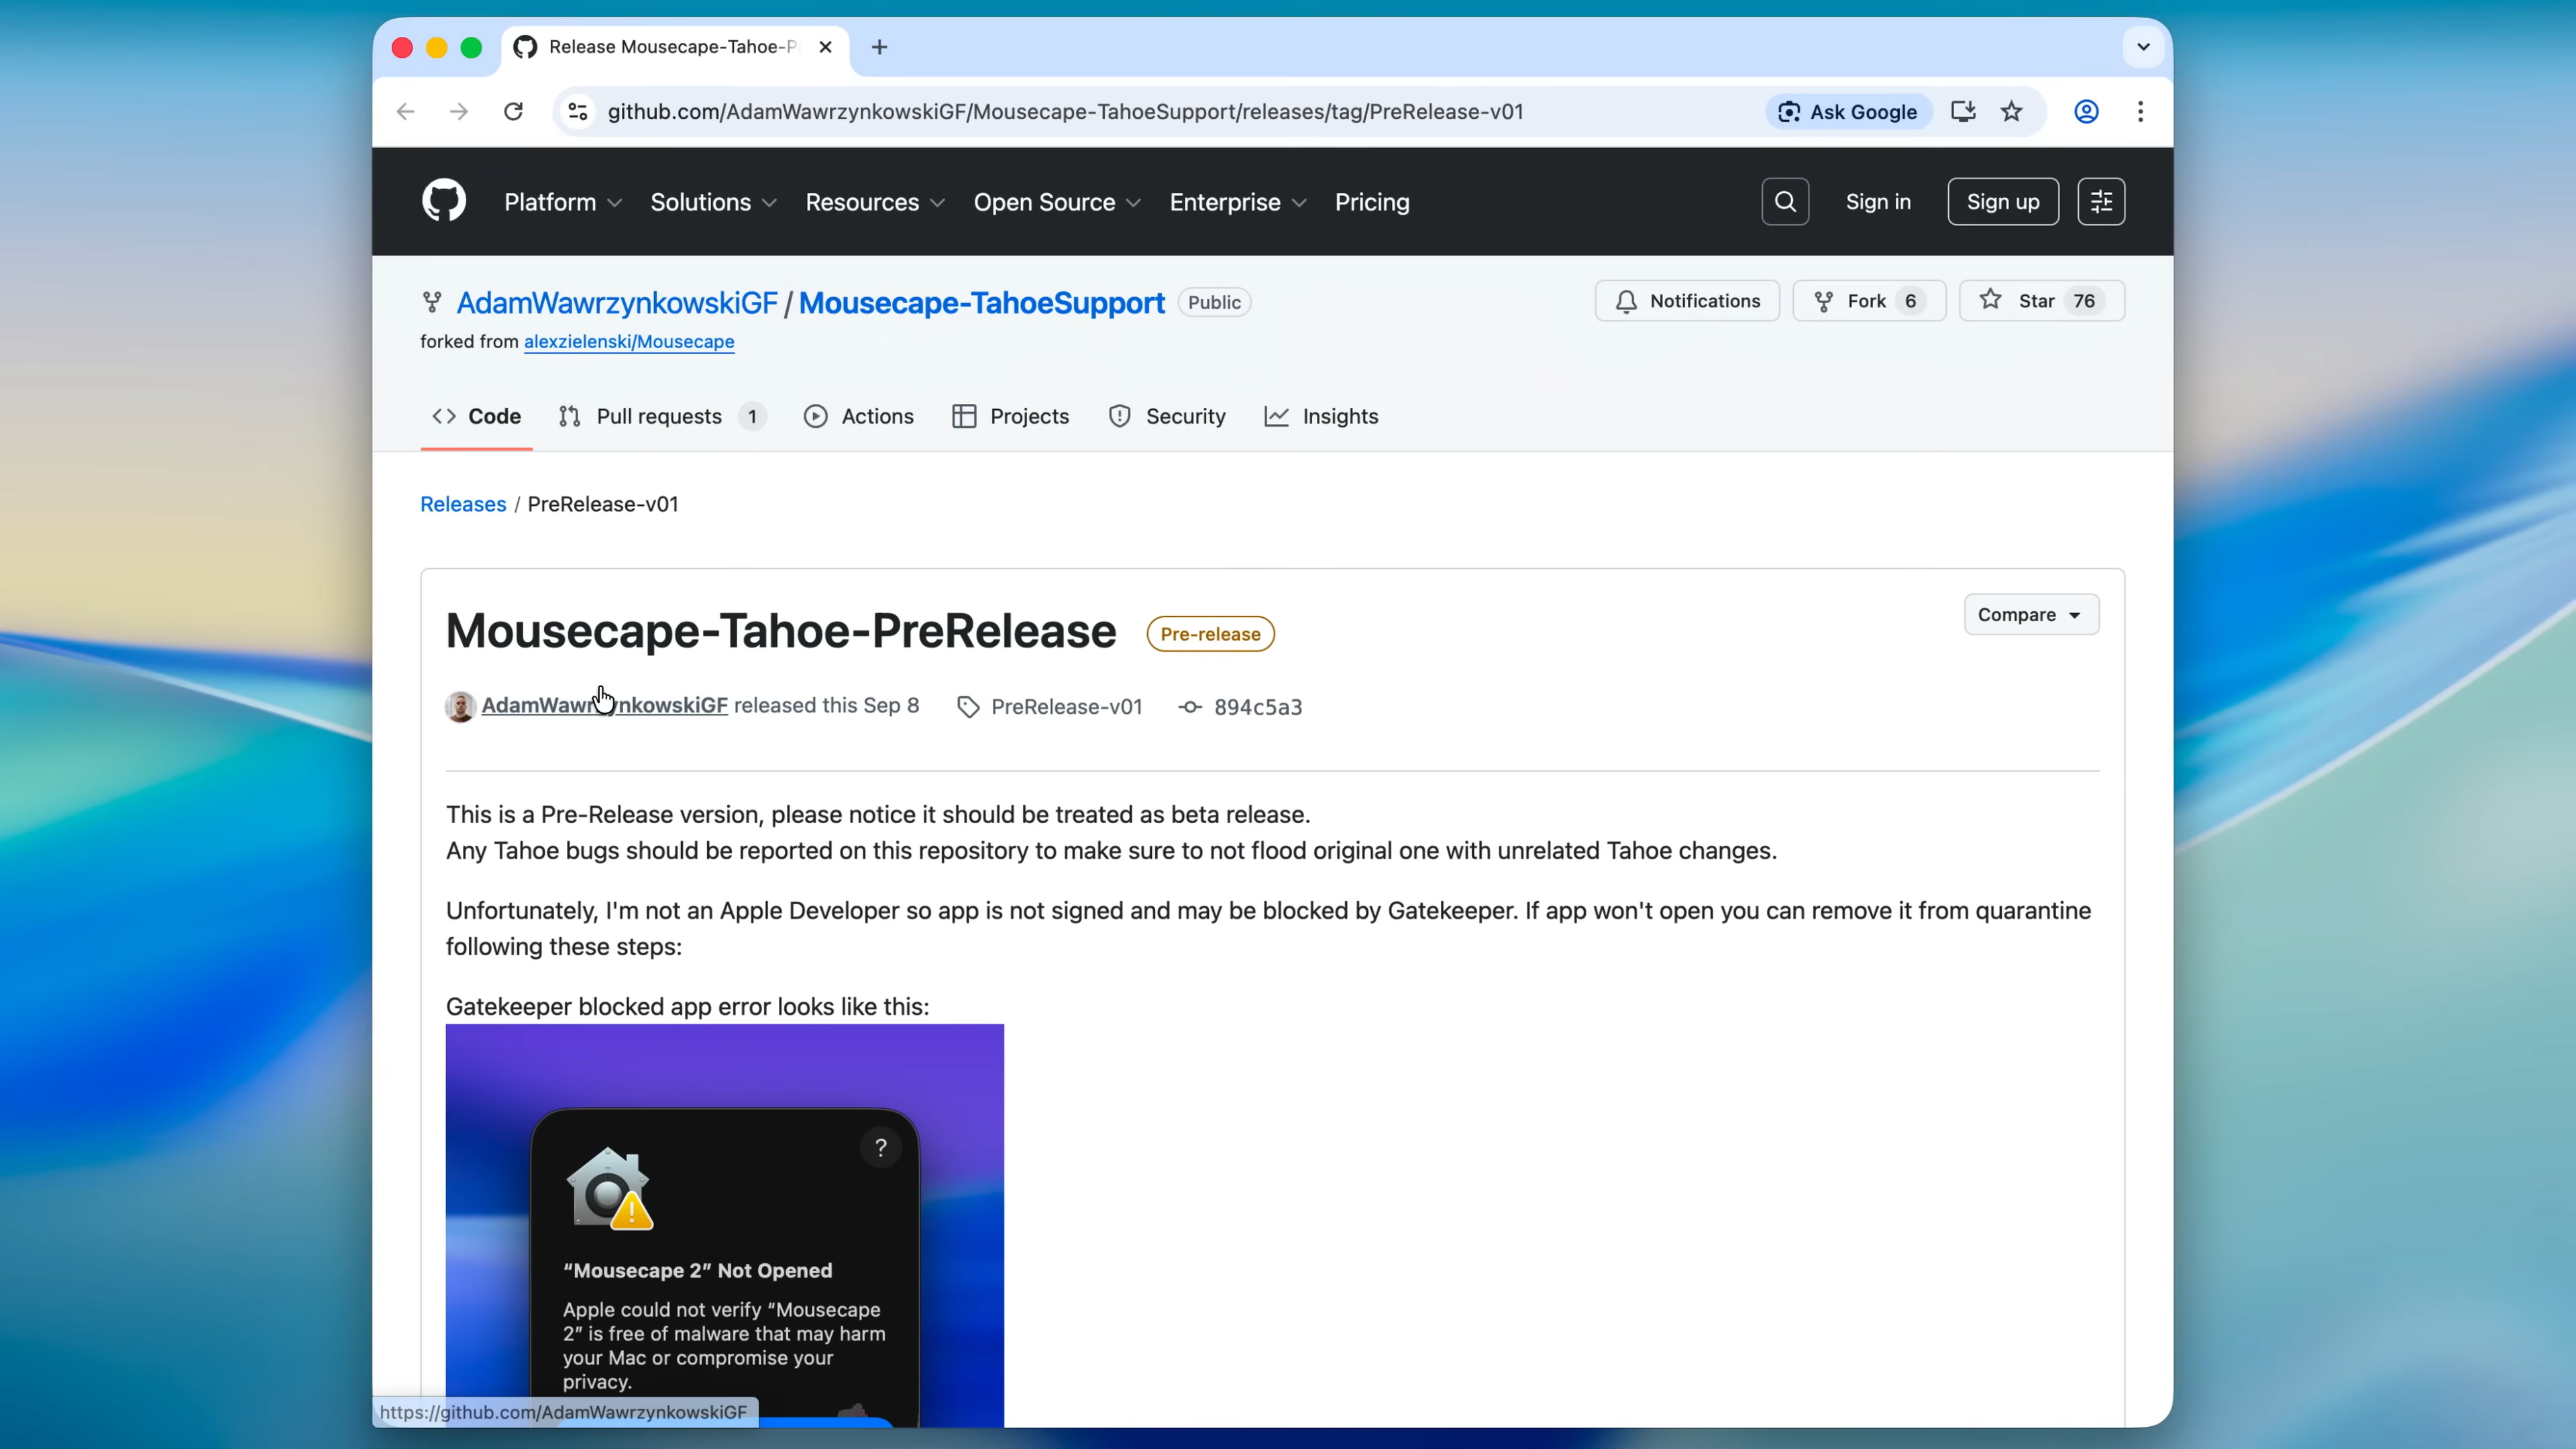 Release Mousecape-Tahoe-P
github.com/AdamWawrzynkowskiGF/Mousecape-TahoeSupport/releases/tag/PreRelease-v01
Ask Google
Platform
Solutions
Resources
Open Source
Enterprise
Pricing
Sign in
Sign up
AdamWawrzynkowskiGF / Mousecape-TahoeSupport Public
Notifications
Fork 6
Star 76
forked from alexzielenski/Mousecape
Code
Pull requests 1
Actions
Projects
Security
Insights
Releases / PreRelease-v01
Mousecape-Tahoe-PreRelease
Pre-release
Compare
AdamWawrzynkowskiGF released this Sep 8
PreRelease-v01
894c5a3
This is a Pre-Release version, please notice it should be treated as beta release.
Any Tahoe bugs should be reported on this repository to make sure to not flood original one with unrelated Tahoe changes.
Unfortunately, I'm not an Apple Developer so app is not signed and may be blocked by Gatekeeper. If app won't open you can remove it from quarantine
following these steps:
Gatekeeper blocked app error looks like this:
?
“Mousecape 2” Not Opened
Apple could not verify “Mousecape
2” is free of malware that may harm
your Mac or compromise your
privacy.
https://github.com/AdamWawrzynkowskiGF